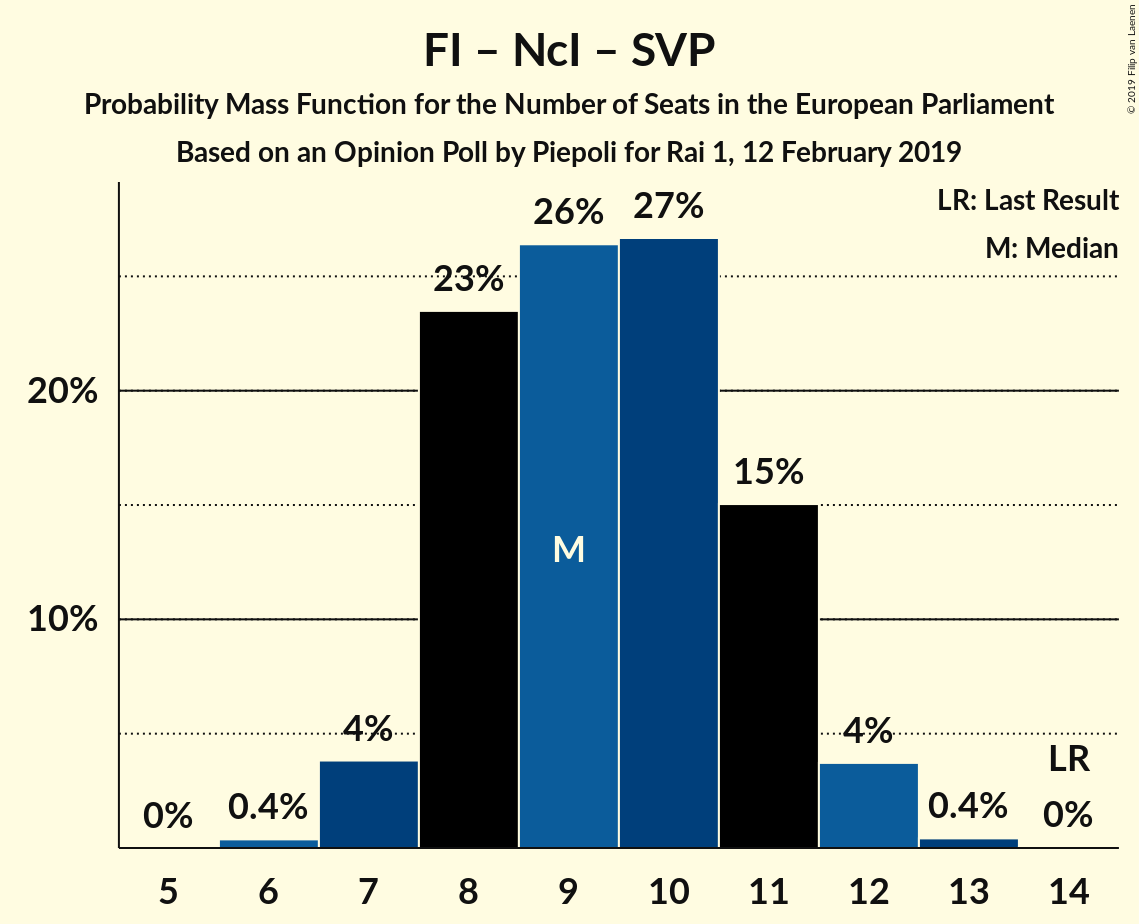 FI – NcI – SVP
Probability Mass Function for the Number of Seats in the European Parliament
Based on an Opinion Poll by Piepoli for Rai 1, 12 February 2019
© 2019 Filip van Laenen
LR: Last Result
M: Median
20%
10%
0%
0.4%
4%
23%
26%
27%
15%
4%
0.4%
0%
M
LR
5 6 7 8 9 10 11 12 13 14